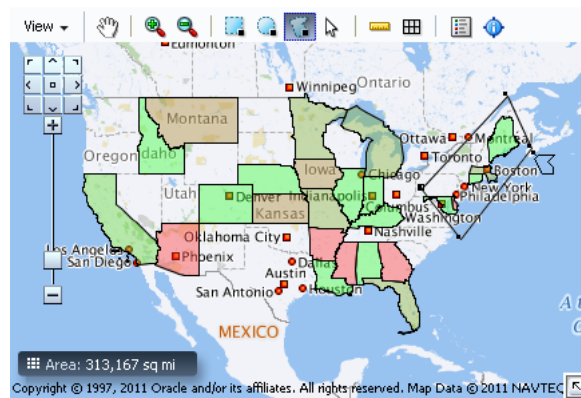 View
Edmonton
Winnipeg
Ontario
Montana
Ottawa
Montreal
Oregon
Idaho
Toronto
Iowa
Chicago
Boston
Utah
Denver
Indianapolis
Columbus
New York
Philadelphia
Kansas
Washington
Oklahoma City
Nashville
Los Angeles
San Diego
Phoenix
Dallas
Austin
San Antonio
Houston
MEXICO
A t
Area: 313,167 sq mi
Copyright © 1997, 2011 Oracle and/or its affiliates. All rights reserved. Map Data © 2011 NAVTEQ